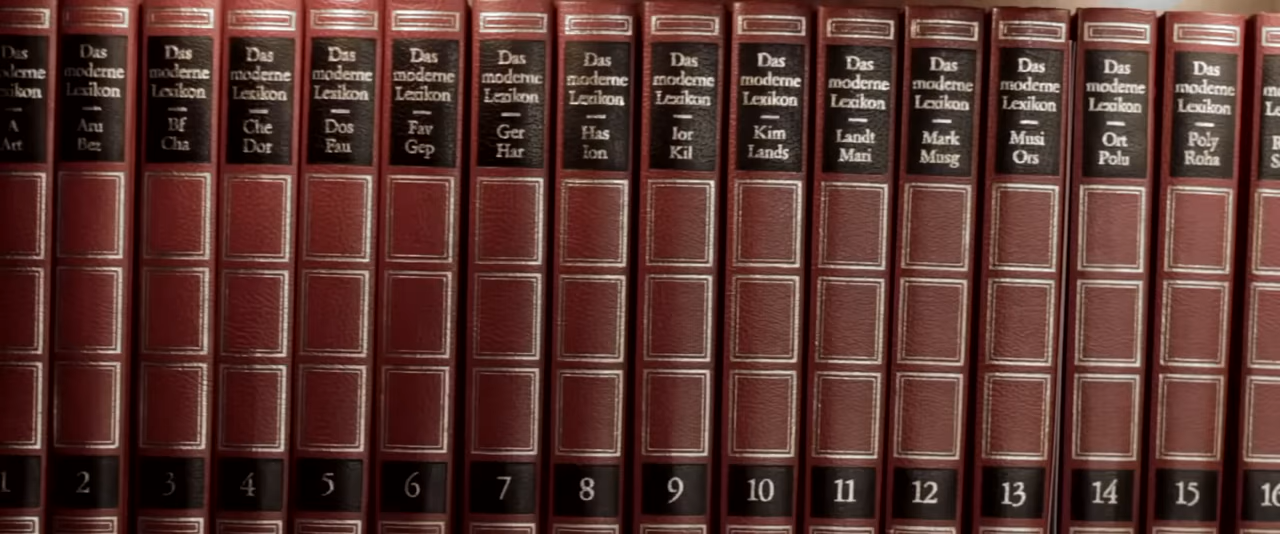 Das
moderne
Lexikon
A
Art
1
Das
moderne
Lexikon
Aru
Bez
2
Das
moderne
Lexikon
Bf
Cha
3
Das
moderne
Lexikon
Che
Dor
4
Das
moderne
Lexikon
Dos
Fau
5
Das
moderne
Lexikon
Fav
Gep
6
Das
moderne
Lexikon
Ger
Har
7
Das
moderne
Lexikon
Has
Ion
8
Das
moderne
Lexikon
Ior
Kil
9
Das
moderne
Lexikon
Kim
Lands
10
Das
moderne
Lexikon
Landt
Mari
11
Das
moderne
Lexikon
Mark
Musg
12
Das
moderne
Lexikon
Musi
Ors
13
Das
moderne
Lexikon
Ort
Polu
14
Das
moderne
Lexikon
Poly
Roha
15
16